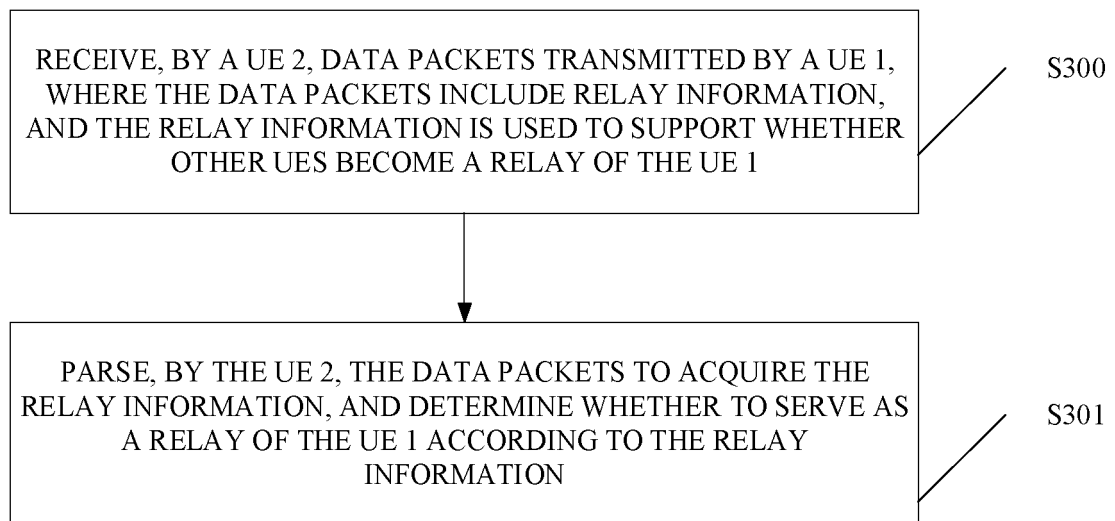 RECEIVE, BY A UE 2, DATA PACKETS TRANSMITTED BY A UE 1,
WHERE THE DATA PACKETS INCLUDE RELAY INFORMATION,
AND THE RELAY INFORMATION IS USED TO SUPPORT WHETHER
OTHER UES BECOME A RELAY OF THE UE 1
S300
PARSE, BY THE UE 2, THE DATA PACKETS TO ACQUIRE THE
RELAY INFORMATION, AND DETERMINE WHETHER TO SERVE AS
A RELAY OF THE UE 1 ACCORDING TO THE RELAY
INFORMATION
S301